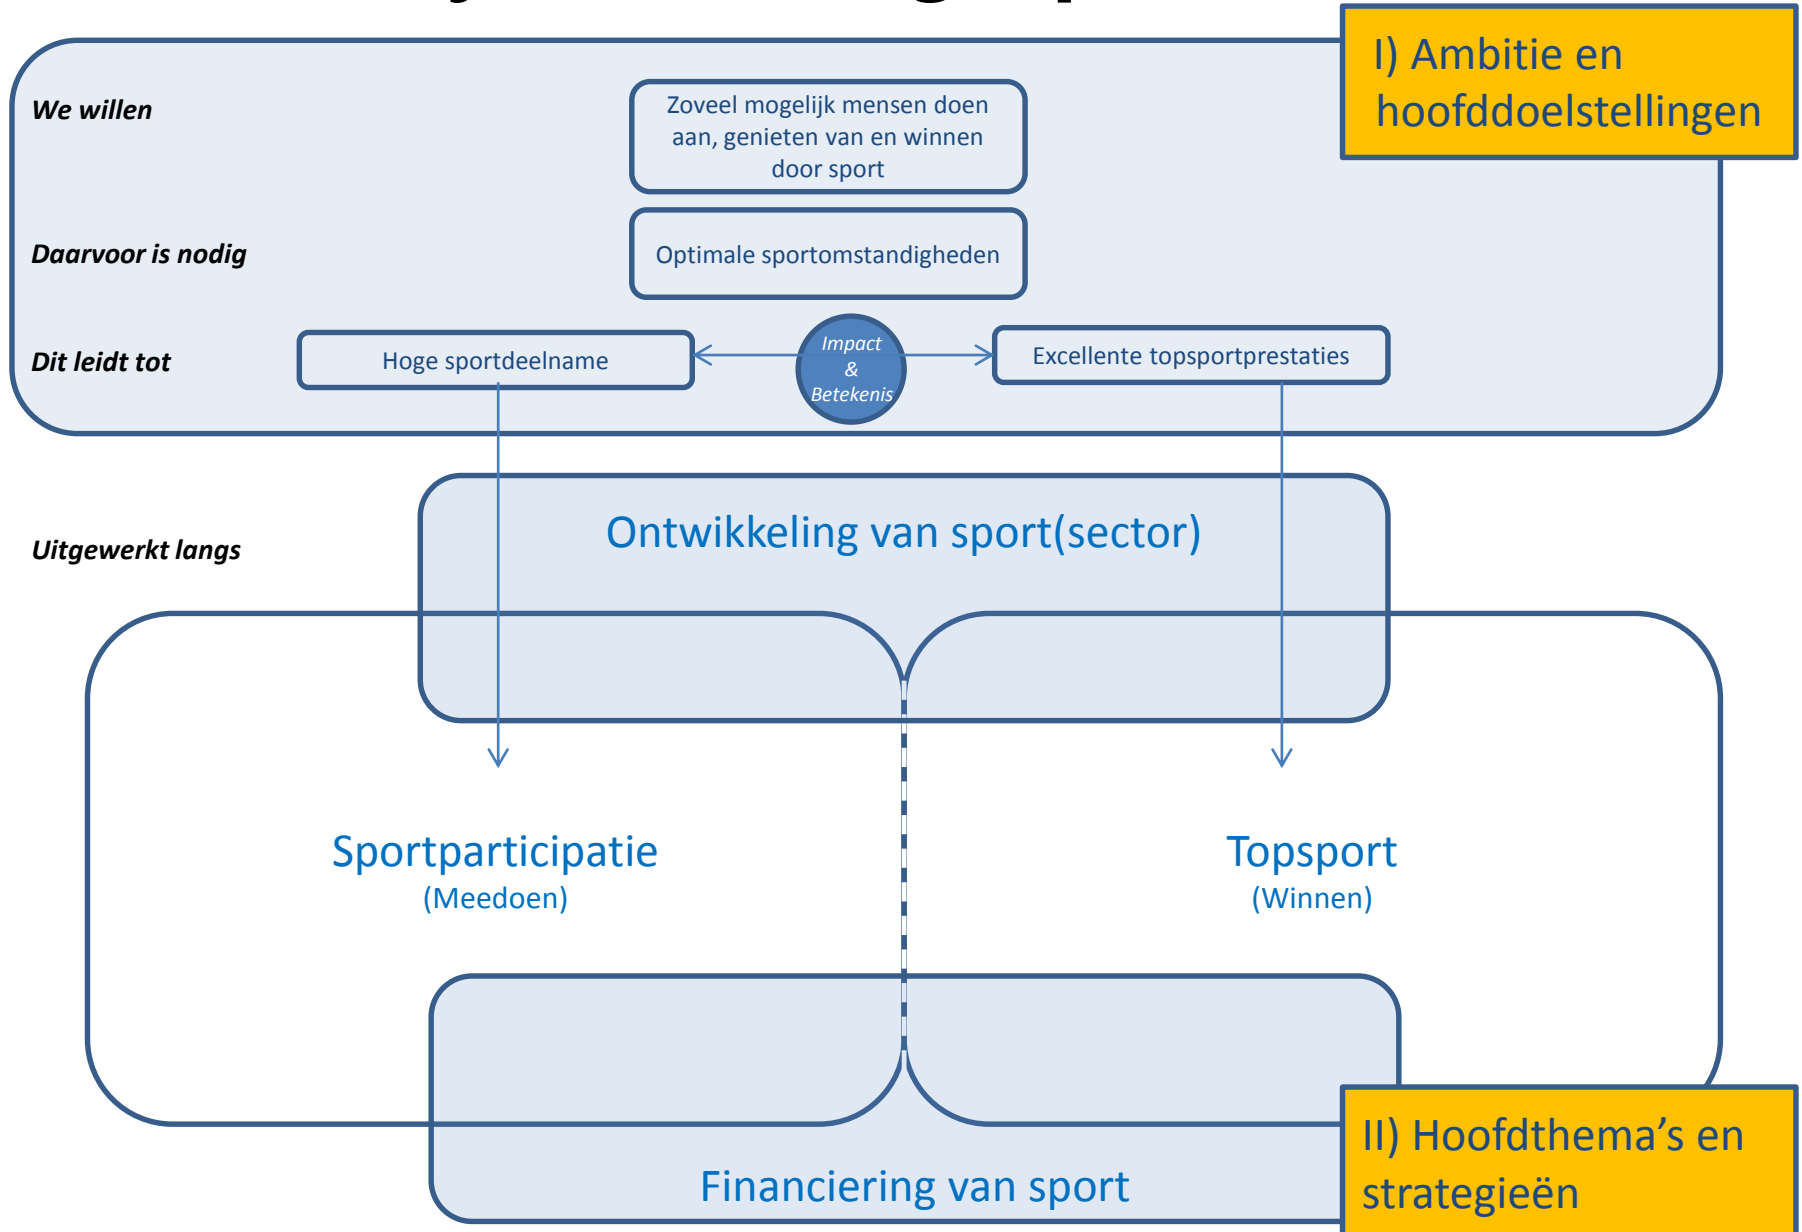 I) Ambitie en
hoofddoelstellingen
We willen
Zoveel mogelijk mensen doen
aan, genieten van en winnen
door sport
Daarvoor is nodig
Optimale sportomstandigheden
Dit leidt tot
Hoge sportdeelname
Impact
&
Betekenis
Excellente topsportprestaties
Uitgewerkt langs
Ontwikkeling van sport(sector)
Sportparticipatie
(Meedoen)
Topsport
(Winnen)
Financiering van sport
II) Hoofdthema's en
strategieën